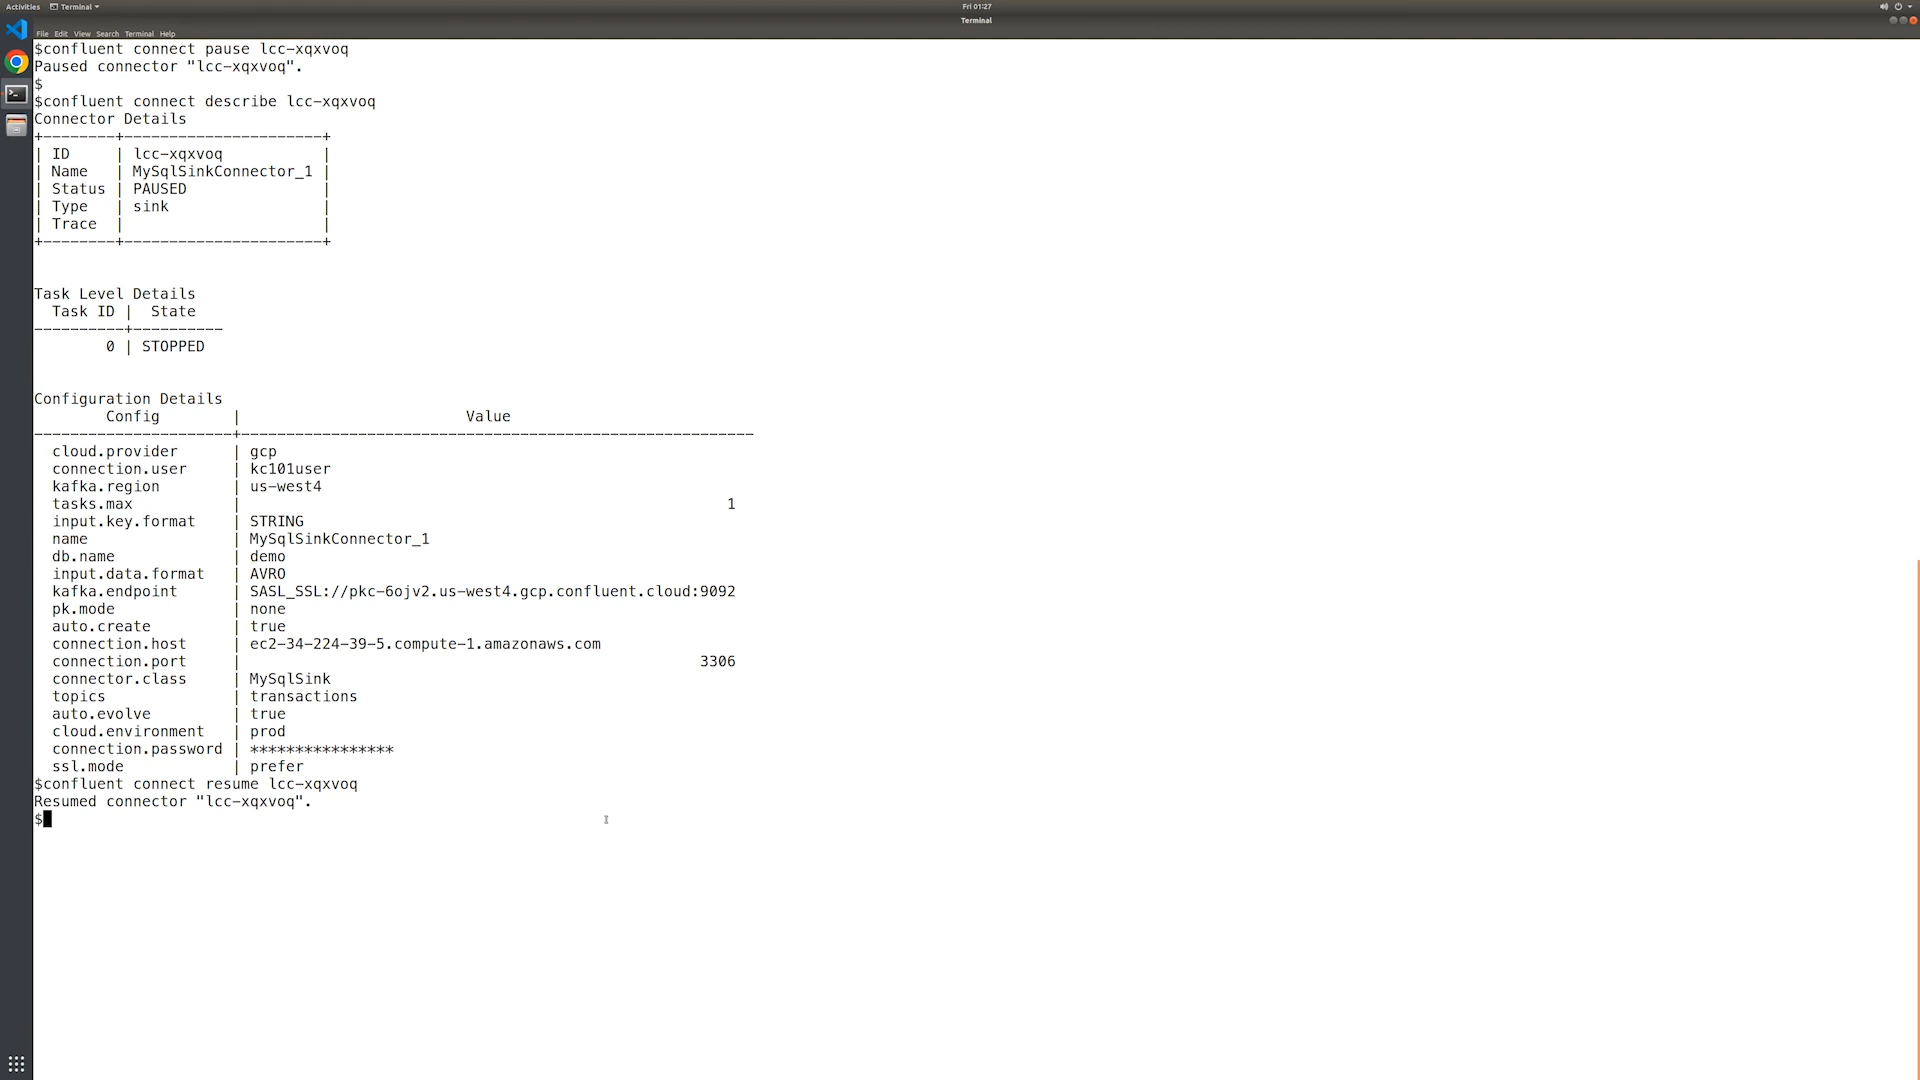 Activities Terminal Fri 01:27
Terminal
File Edit View Search Terminal Help
$confluent connect pause lcc-xqxvoq
Paused connector "lcc-xqxvoq".
$
$confluent connect describe lcc-xqxvoq
Connector Details
+--------+----------------------+
| ID     | lcc-xqxvoq           |
| Name   | MySqlSinkConnector_1 |
| Status | PAUSED               |
| Type   | sink                 |
| Trace  |                      |
+--------+----------------------+
Task Level Details
  Task ID |  State
----------+----------
        0 | STOPPED
Configuration Details
        Config        |                         Value
----------------------+---------------------------------------------------------
  cloud.provider      | gcp
  connection.user     | kc101user
  kafka.region        | us-west4
  tasks.max           |                                                      1
  input.key.format    | STRING
  name                | MySqlSinkConnector_1
  db.name             | demo
  input.data.format   | AVRO
  kafka.endpoint      | SASL_SSL://pkc-6ojv2.us-west4.gcp.confluent.cloud:9092
  pk.mode             | none
  auto.create         | true
  connection.host     | ec2-34-224-39-5.compute-1.amazonaws.com
  connection.port     |                                                   3306
  connector.class     | MySqlSink
  topics              | transactions
  auto.evolve         | true
  cloud.environment   | prod
  connection.password | ****************
  ssl.mode            | prefer
$confluent connect resume lcc-xqxvoq
Resumed connector "lcc-xqxvoq".
$